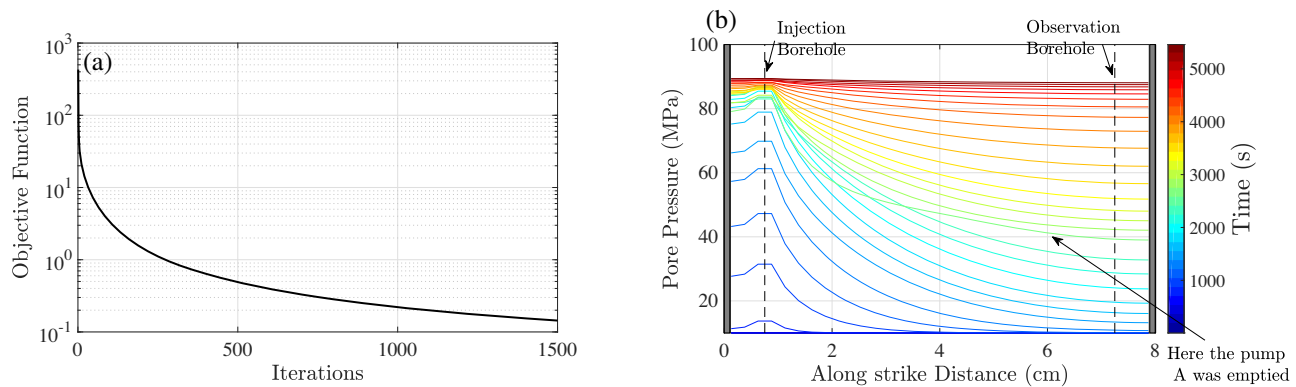 (a)
10^3
10^2
10^1
10^0
10^-1
Objective Function
0
500
1000
1500
Iterations
(b)
Injection
Borehole
Observation
Borehole
100
80
60
40
20
Pore Pressure (MPa)
0
2
4
6
8
Along strike Distance (cm)
5000
4000
3000
2000
1000
Time (s)
Here the pump
A was emptied